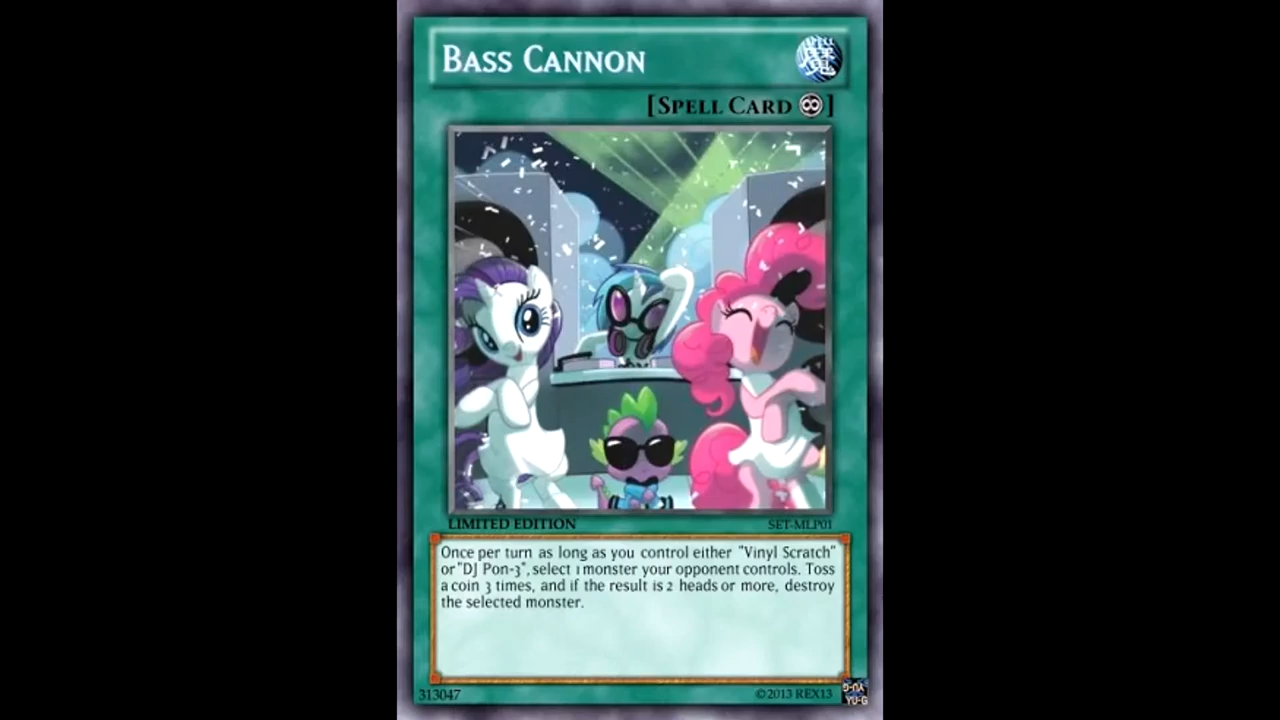 BASS CANNON
魔
[SPELL CARD ]
LIMITED EDITION
SET-MLP01
Once per turn as long as you control either "Vinyl Scratch"
or "DJ Pon-3", select 1 monster your opponent controls. Toss
a coin 3 times, and if the result is 2 heads or more, destroy
the selected monster.
313047
©2013 REX13